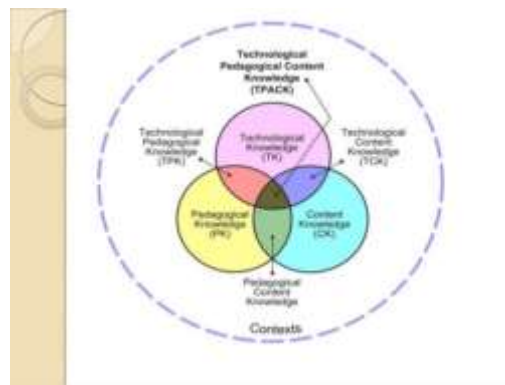 Technological
Pedagogical Content
Knowledge
(TPACK)
Technological
Pedagogical
Knowledge
(TPK)
Technological
Knowledge
(TK)
Technological
Content
Knowledge
(TCK)
Pedagogical
Knowledge
(PK)
Content
Knowledge
(CK)
Pedagogical
Content
Knowledge
Contexts